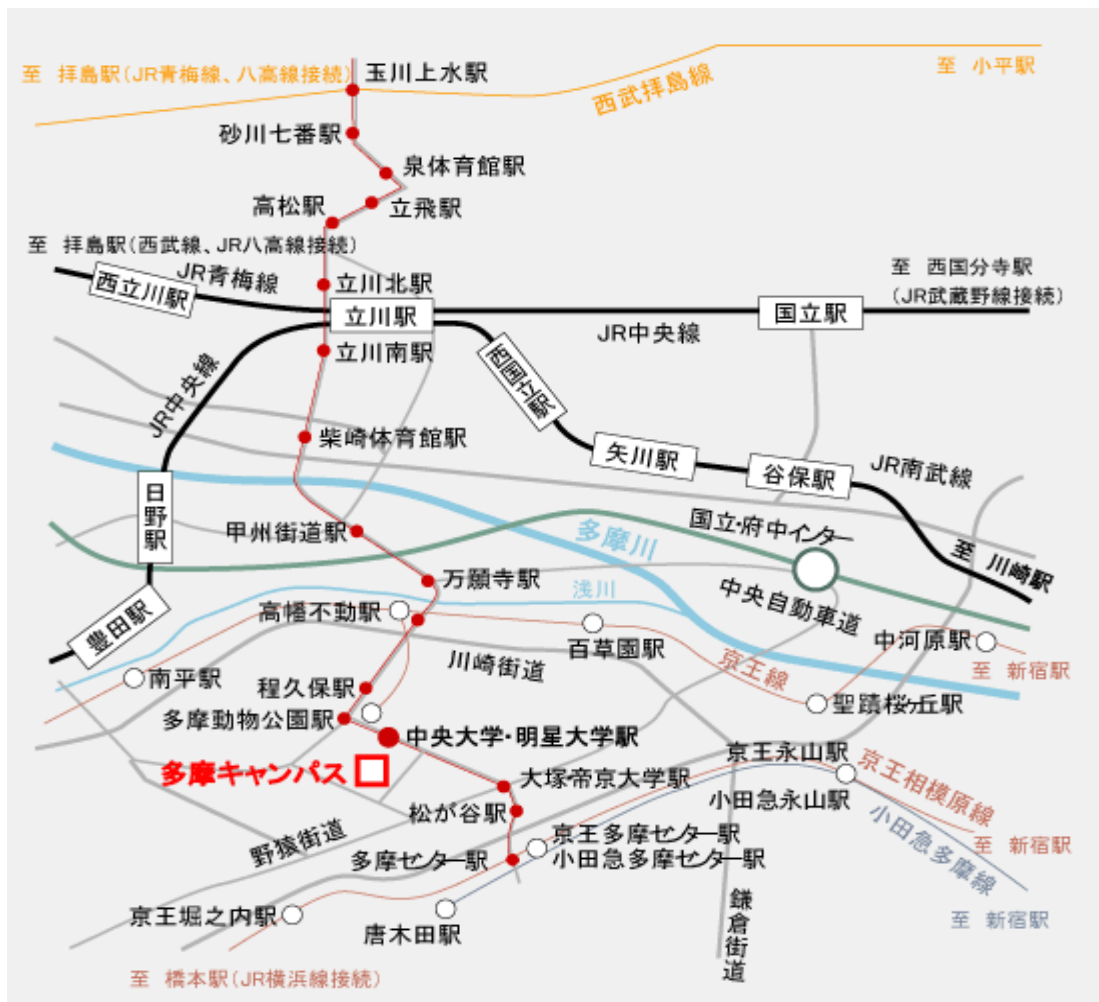 至 拝島駅(JR青梅線、八高線接続)
玉川上水駅
西武拝島線
至 小平駅
砂川七番駅
泉体育館駅
高松駅
立飛駅
至 拝島駅(西武線、JR八高線接続)
JR青梅線
西立川駅
立川北駅
至 西国分寺駅
(JR武蔵野線接続)
立川駅
国立駅
JR中央線
立川南駅
JR中央線
西国立駅
柴崎体育館駅
矢川駅
谷保駅
JR南武線
日野駅
甲州街道駅
多摩川
国立・府中インター
至 川崎駅
万願寺駅
浅川
中央自動車道
豊田駅
高幡不動駅
百草園駅
中河原駅
川崎街道
京王線
至 新宿駅
南平駅
程久保駅
聖蹟桜ヶ丘駅
多摩動物公園駅
中央大学・明星大学駅
京王永山駅
多摩キャンパス
大塚・帝京大学駅
京王相模原線
小田急永山駅
松が谷駅
野猿街道
京王多摩センター駅
小田急多摩線
至 新宿駅
多摩センター駅
小田急多摩センター駅
京王堀之内駅
唐木田駅
鎌倉街道
至 新宿駅
至 橋本駅(JR横浜線接続)